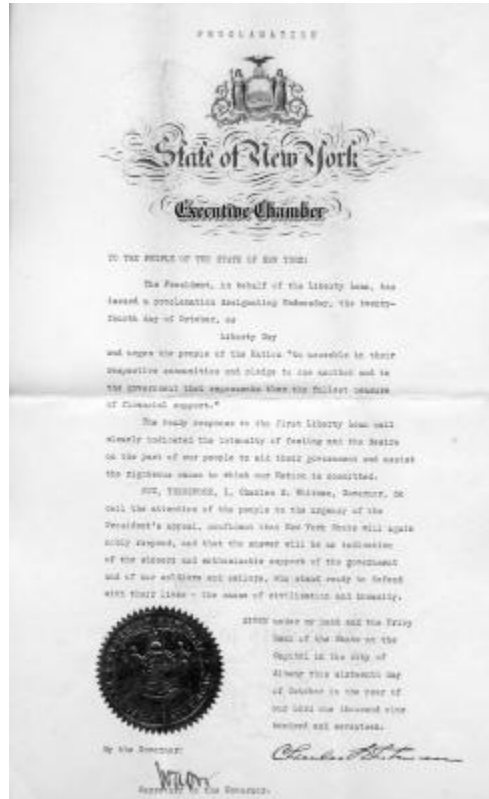 PROCLAMATION
State of New York
Executive Chamber
TO THE PEOPLE OF THE STATE OF NEW YORK:
The President, in behalf of the Liberty Loan, has
issued a proclamation designating Wednesday, the twenty-
fourth day of October, as
Liberty Day
and urges the people of the Nation "to assemble in their
respective communities and pledge to one another and to
the government that represents them the fullest measure
of financial support."
The ready response to the first Liberty Loan call
clearly indicated the intensity of feeling and the desire
on the part of our people to aid their government and assist
the righteous cause to which our Nation is committed.
NOW, THEREFORE, I, Charles S. Whitman, Governor, do
call the attention of the people to the urgency of the
President's appeal, confident that New York State will again
nobly respond, and that the answer will be an indication
of the sincere and enthusiastic support of the government
and of our soldiers and sailors, who stand ready to defend
with their lives - the cause of civilization and humanity.
GIVEN under my hand and the Privy
Seal of the State at the
Capitol in the City of
Albany this sixteenth day
of October in the year of
our Lord one thousand nine
hundred and seventeen.
By the Governor:
Charles S. Whitman
Secretary to the Governor.